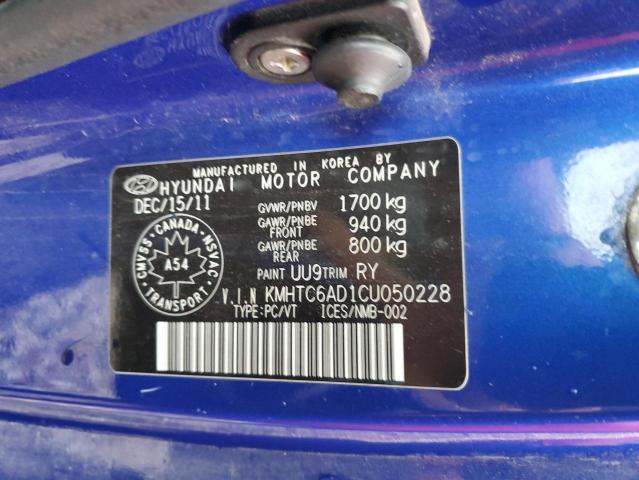 MANUFACTURED IN KOREA BY
HYUNDAI MOTOR COMPANY
DEC/15/11 GVWR/PNBV 1700 kg
GAWR/PNBE FRONT 940 kg
GAWR/PNBE REAR 800 kg
CMVSS · CANADA · NSVAC
A54
TRANSPORT
PAINT UU9 TRIM RY
V.I.N KMHTC6AD1CU050228
TYPE:PC/VT ICES/NMB-002